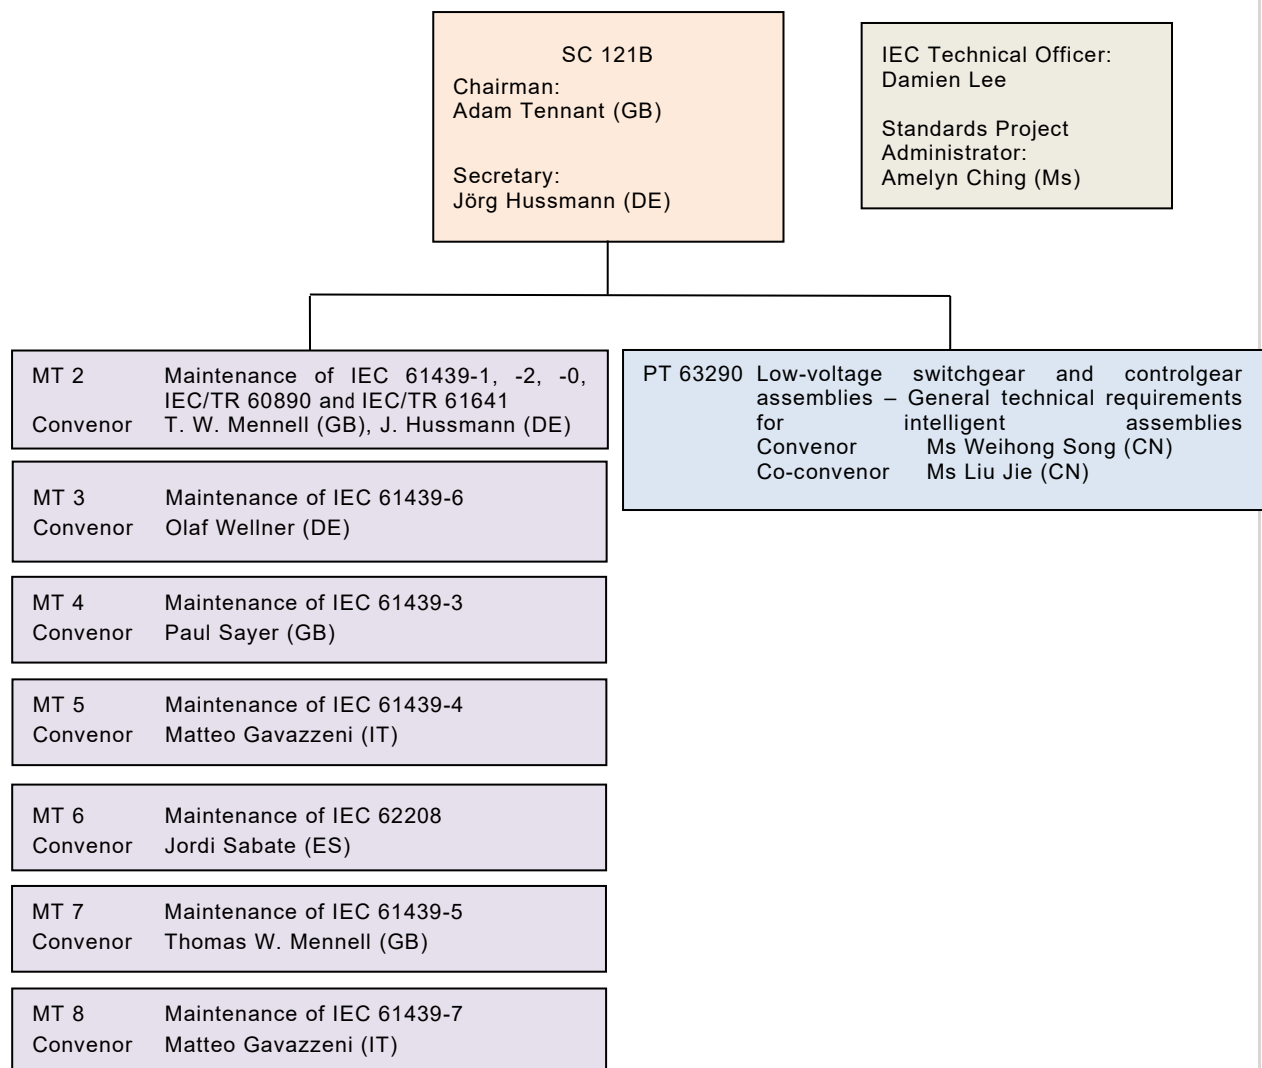 SC 121B
Chairman:
Adam Tennant (GB)
Secretary:
Jörg Hussmann (DE)
IEC Technical Officer:
Damien Lee
Standards Project
Administrator:
Amelyn Ching (Ms)
MT 2 Maintenance of IEC 61439-1, -2, -0,
IEC/TR 60890 and IEC/TR 61641
Convenor T. W. Mennell (GB), J. Hussmann (DE)
MT 3 Maintenance of IEC 61439-6
Convenor Olaf Wellner (DE)
MT 4 Maintenance of IEC 61439-3
Convenor Paul Sayer (GB)
MT 5 Maintenance of IEC 61439-4
Convenor Matteo Gavazzeni (IT)
MT 6 Maintenance of IEC 62208
Convenor Jordi Sabate (ES)
MT 7 Maintenance of IEC 61439-5
Convenor Thomas W. Mennell (GB)
MT 8 Maintenance of IEC 61439-7
Convenor Matteo Gavazzeni (IT)
PT 63290 Low-voltage switchgear and controlgear
assemblies – General technical requirements
for intelligent assemblies
Convenor Ms Weihong Song (CN)
Co-convenor Ms Liu Jie (CN)